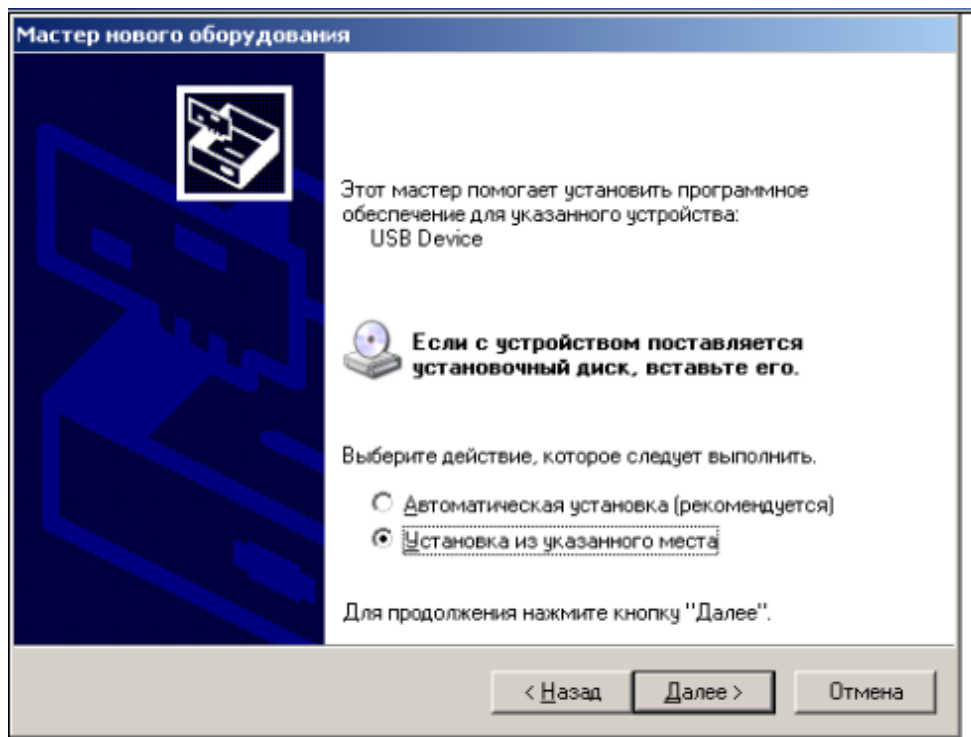 Мастер нового оборудования
Этот мастер помогает установить программное
обеспечение для указанного устройства:
USB Device
Если с устройством поставляется
установочный диск, вставьте его.
Выберите действие, которое следует выполнить.
Автоматическая установка (рекомендуется)
Установка из указанного места
Для продолжения нажмите кнопку "Далее".
< Назад Далее > Отмена